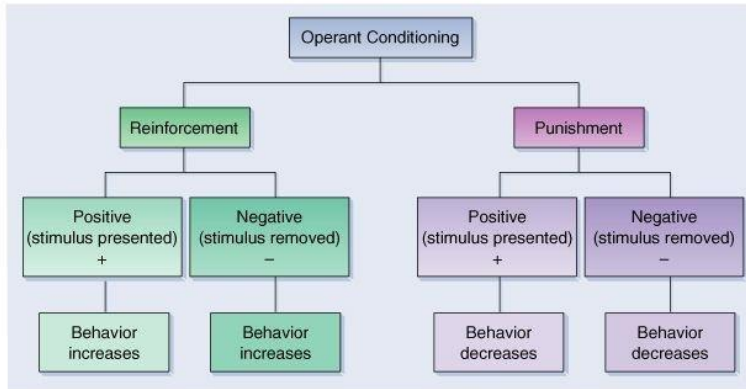 Operant Conditioning
Reinforcement
Punishment
Positive
(stimulus presented)
+
Negative
(stimulus removed)
–
Positive
(stimulus presented)
+
Negative
(stimulus removed)
–
Behavior
increases
Behavior
increases
Behavior
decreases
Behavior
decreases